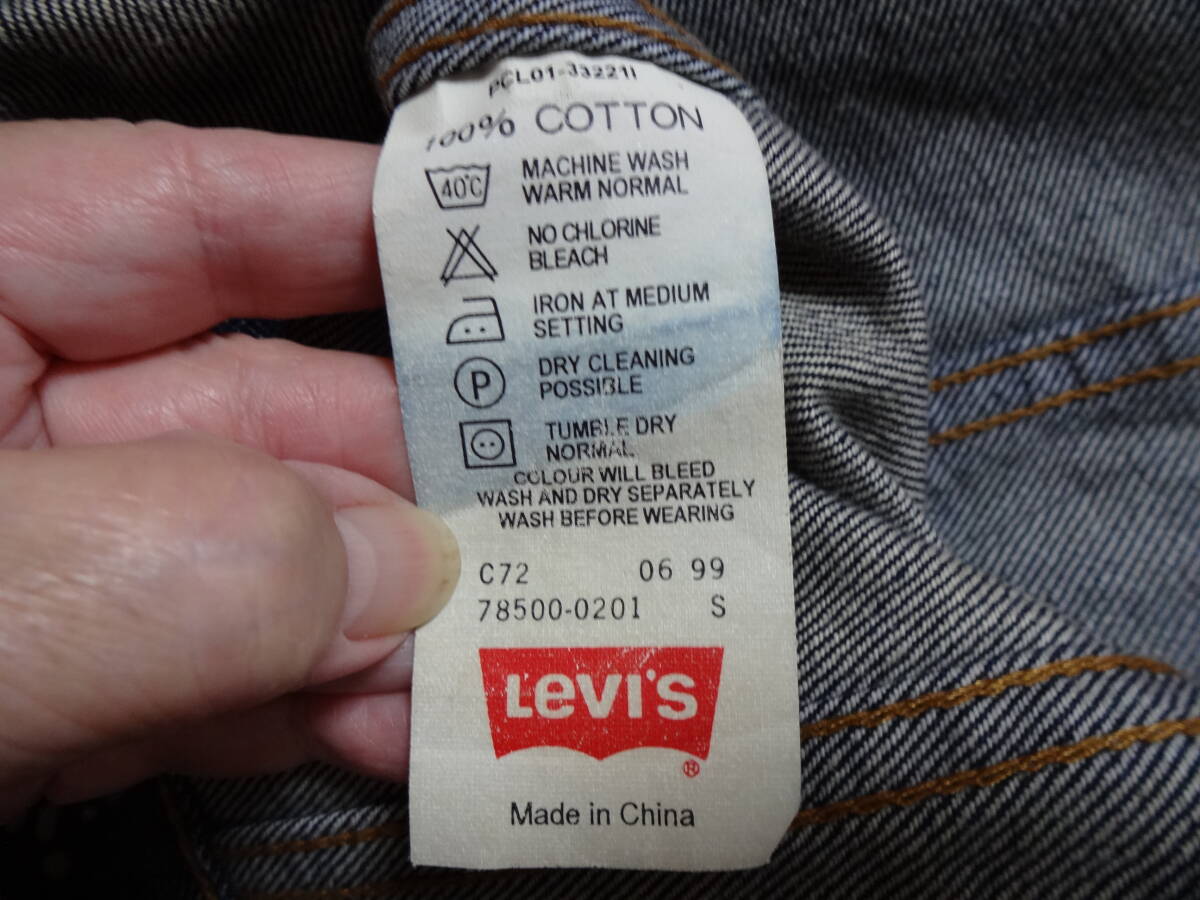 PCL01-33221I
100% COTTON
40°C
MACHINE WASH
WARM NORMAL
NO CHLORINE
BLEACH
IRON AT MEDIUM
SETTING
P
DRY CLEANING
POSSIBLE
TUMBLE DRY
NORMAL
COLOUR WILL BLEED
WASH AND DRY SEPARATELY
WASH BEFORE WEARING
C72 06 99
78500-0201 S
LEVI'S
®
Made in China